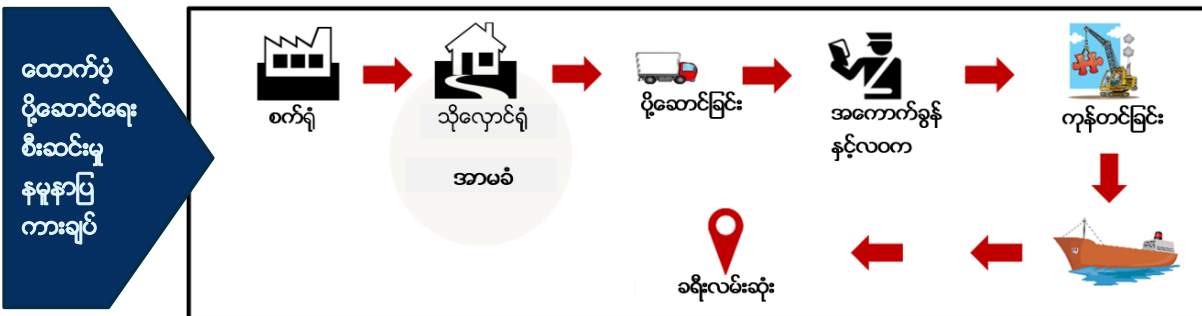 ထောက်ပံ့
ပို့ဆောင်ရေး
စီးဆင်းမှု
နမူနာပြ
ကားချပ်
စက်ရုံ
သိုလှောင်ရုံ
အာမခံ
ပို့ဆောင်ခြင်း
အကောက်ခွန်
နှင့်လဝက
ကုန်တင်ခြင်း
ခရီးလမ်းဆုံး